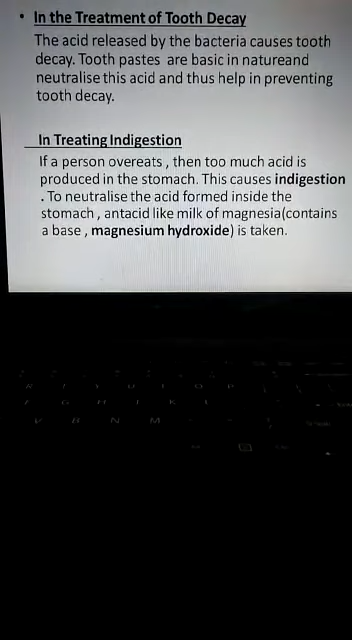 • In the Treatment of Tooth Decay
The acid released by the bacteria causes tooth
decay. Tooth pastes are basic in natureand
neutralise this acid and thus help in preventing
tooth decay.
In Treating Indigestion
If a person overeats , then too much acid is
produced in the stomach. This causes indigestion
. To neutralise the acid formed inside the
stomach , antacid like milk of magnesia(contains
a base , magnesium hydroxide) is taken.
V B N M